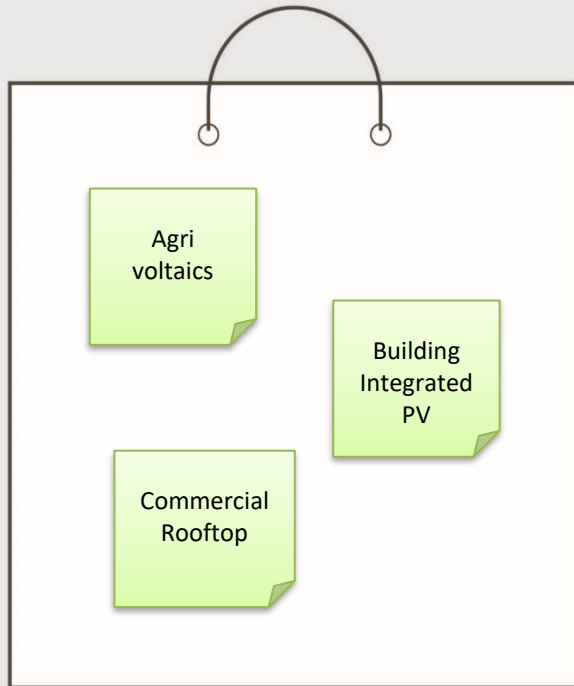 Agri
voltaics
Building
Integrated
PV
Commercial
Rooftop